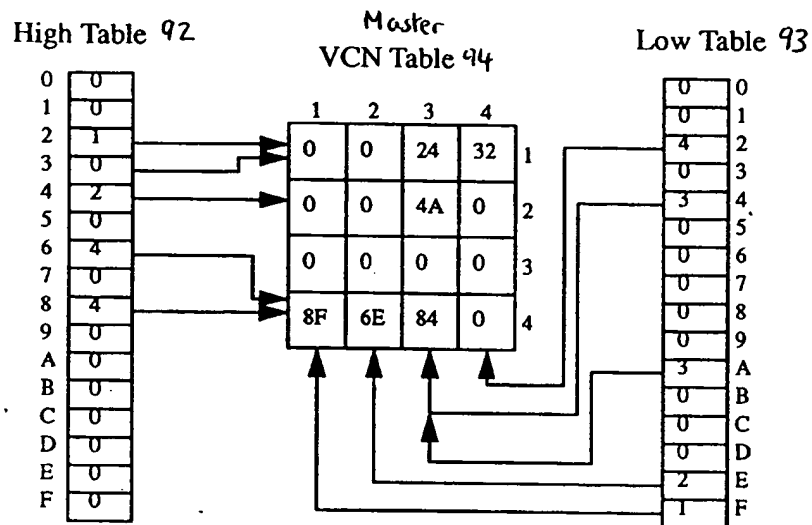 High Table 92
0 0
1 0
2 1
3 0
4 2
5 0
6 4
7 0
8 4
9 0
A 0
B 0
C 0
D 0
E 0
F 0
Master
VCN Table 94
1 2 3 4
0 0 24 32 1
0 0 4A 0 2
0 0 0 0 3
8F 6E 84 0 4
Low Table 93
0 0
0 1
4 2
0 3
3 4
0 5
0 6
0 7
0 8
0 9
3 A
0 B
0 C
0 D
2 E
1 F